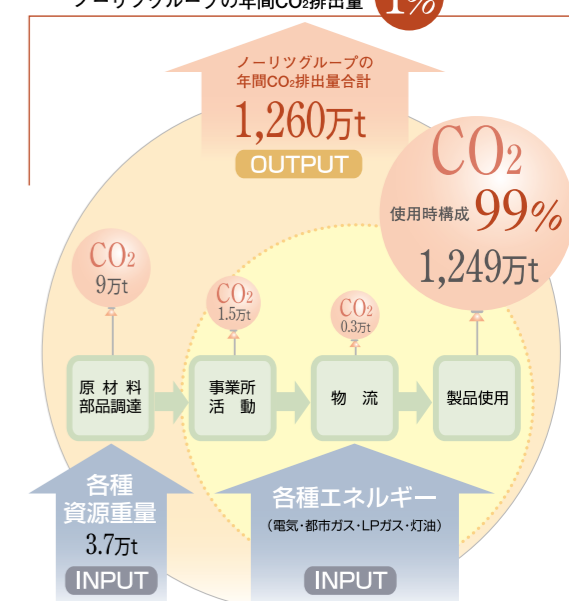 ノーリツグループの年間CO2排出量
1%
ノーリツグループの
年間CO2排出量合計
1,260万t
OUTPUT
CO2
使用時構成 99%
1,249万t
CO2
9万t
CO2
1.5万t
CO2
0.3万t
原材料
部品調達
事業所
活動
物流
製品使用
各種
資源重量
3.7万t
INPUT
各種エネルギー
(電気・都市ガス・LPガス・灯油)
INPUT